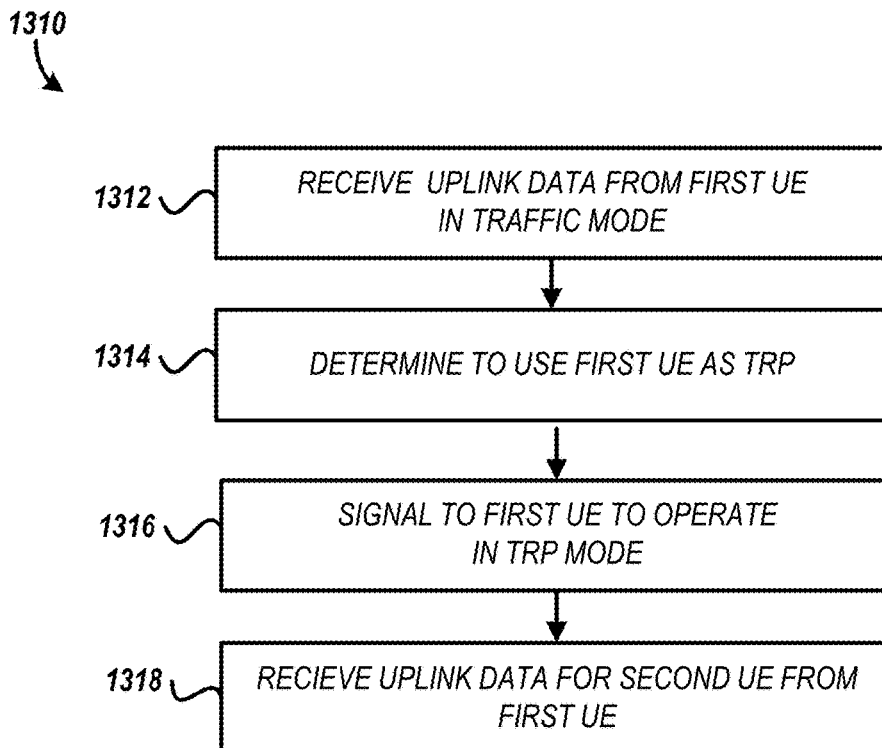 1310
1312
RECEIVE UPLINK DATA FROM FIRST UE
IN TRAFFIC MODE
1314
DETERMINE TO USE FIRST UE AS TRP
1316
SIGNAL TO FIRST UE TO OPERATE
IN TRP MODE
1318
RECIEVE UPLINK DATA FOR SECOND UE FROM
FIRST UE